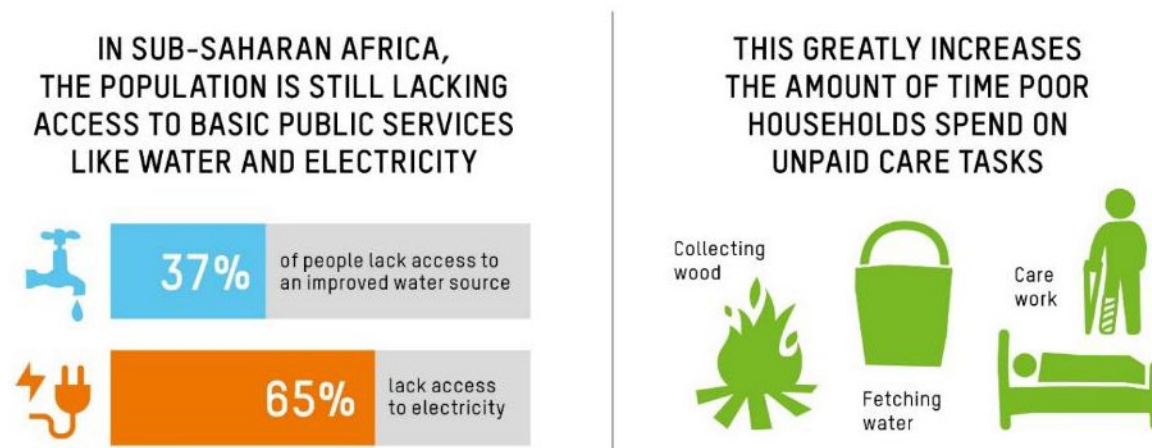 IN SUB-SAHARAN AFRICA,
THE POPULATION IS STILL LACKING
ACCESS TO BASIC PUBLIC SERVICES
LIKE WATER AND ELECTRICITY
37%
of people lack access to
an improved water source
65%
lack access
to electricity
THIS GREATLY INCREASES
THE AMOUNT OF TIME POOR
HOUSEHOLDS SPEND ON
UNPAID CARE TASKS
Collecting
wood
Fetching
water
Care
work